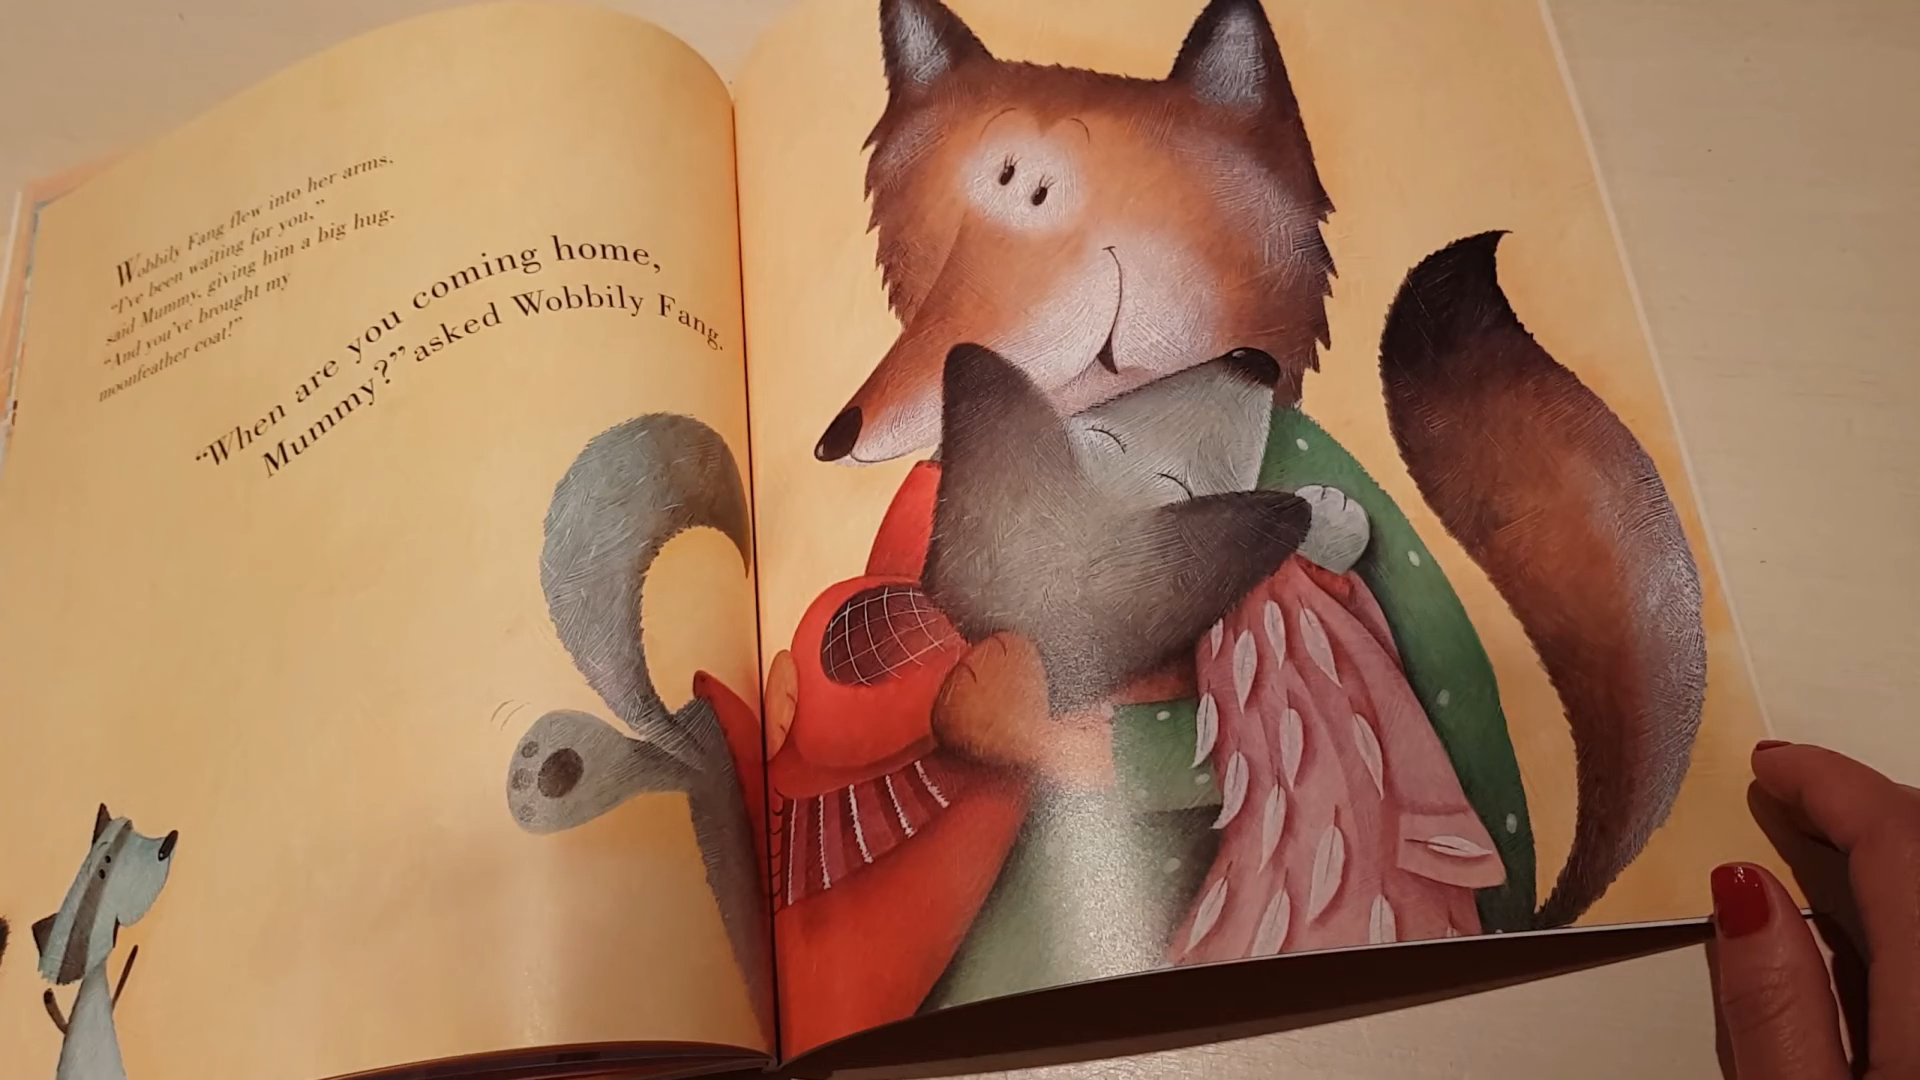 Wobbily Fang flew into her arms.
“I’ve been waiting for you,”
said Mummy, giving him a big hug.
“And you’ve brought my
moonfeather coat!”
“When are you coming home,
Mummy?” asked Wobbily Fang.